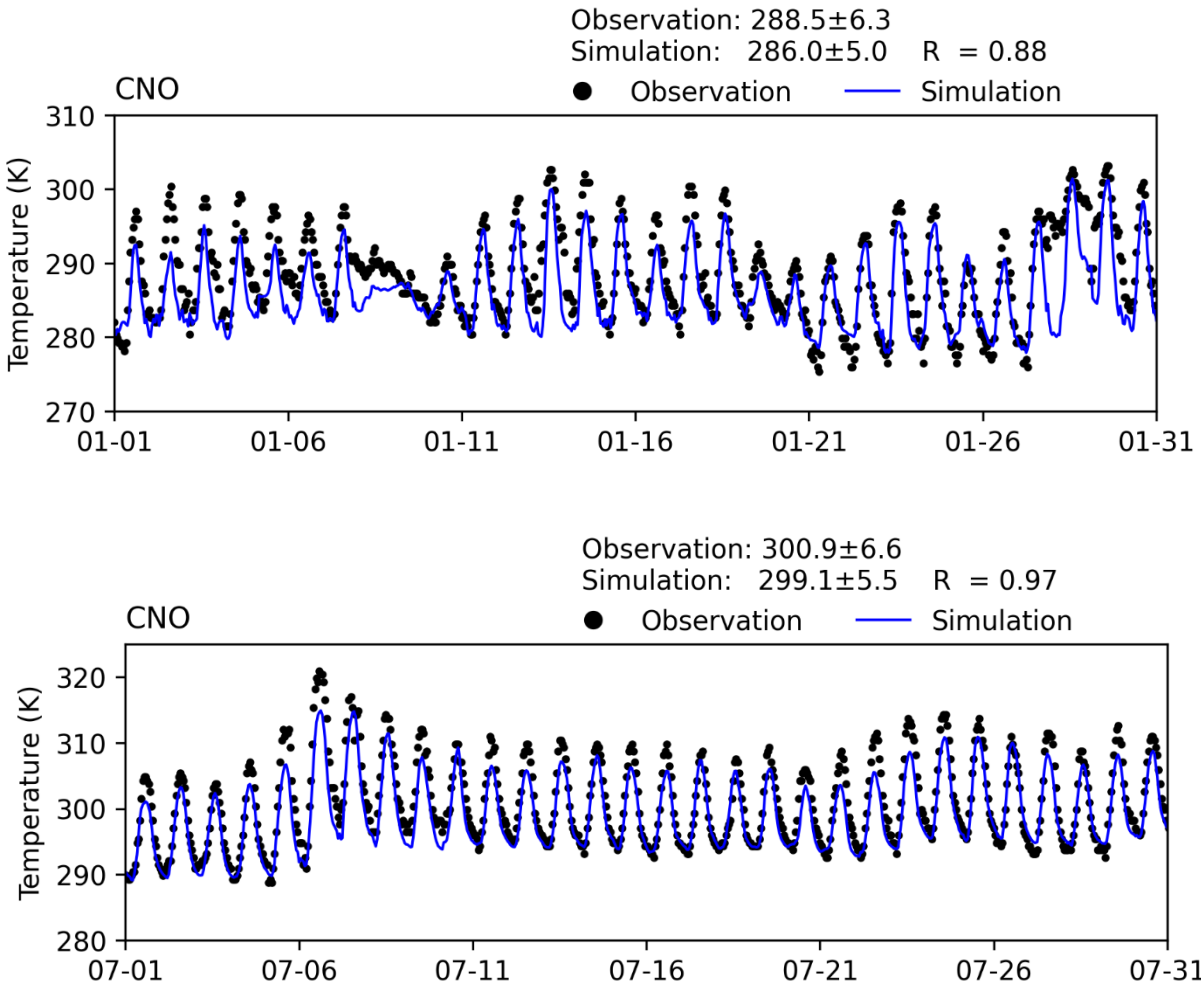 Observation: 288.5±6.3
Simulation: 286.0±5.0 R = 0.88
CNO
Observation Simulation
Temperature (K)
310
300
290
280
270
01-01 01-06 01-11 01-16 01-21 01-26 01-31
Observation: 300.9±6.6
Simulation: 299.1±5.5 R = 0.97
CNO
Observation Simulation
Temperature (K)
320
310
300
290
280
07-01 07-06 07-11 07-16 07-21 07-26 07-31